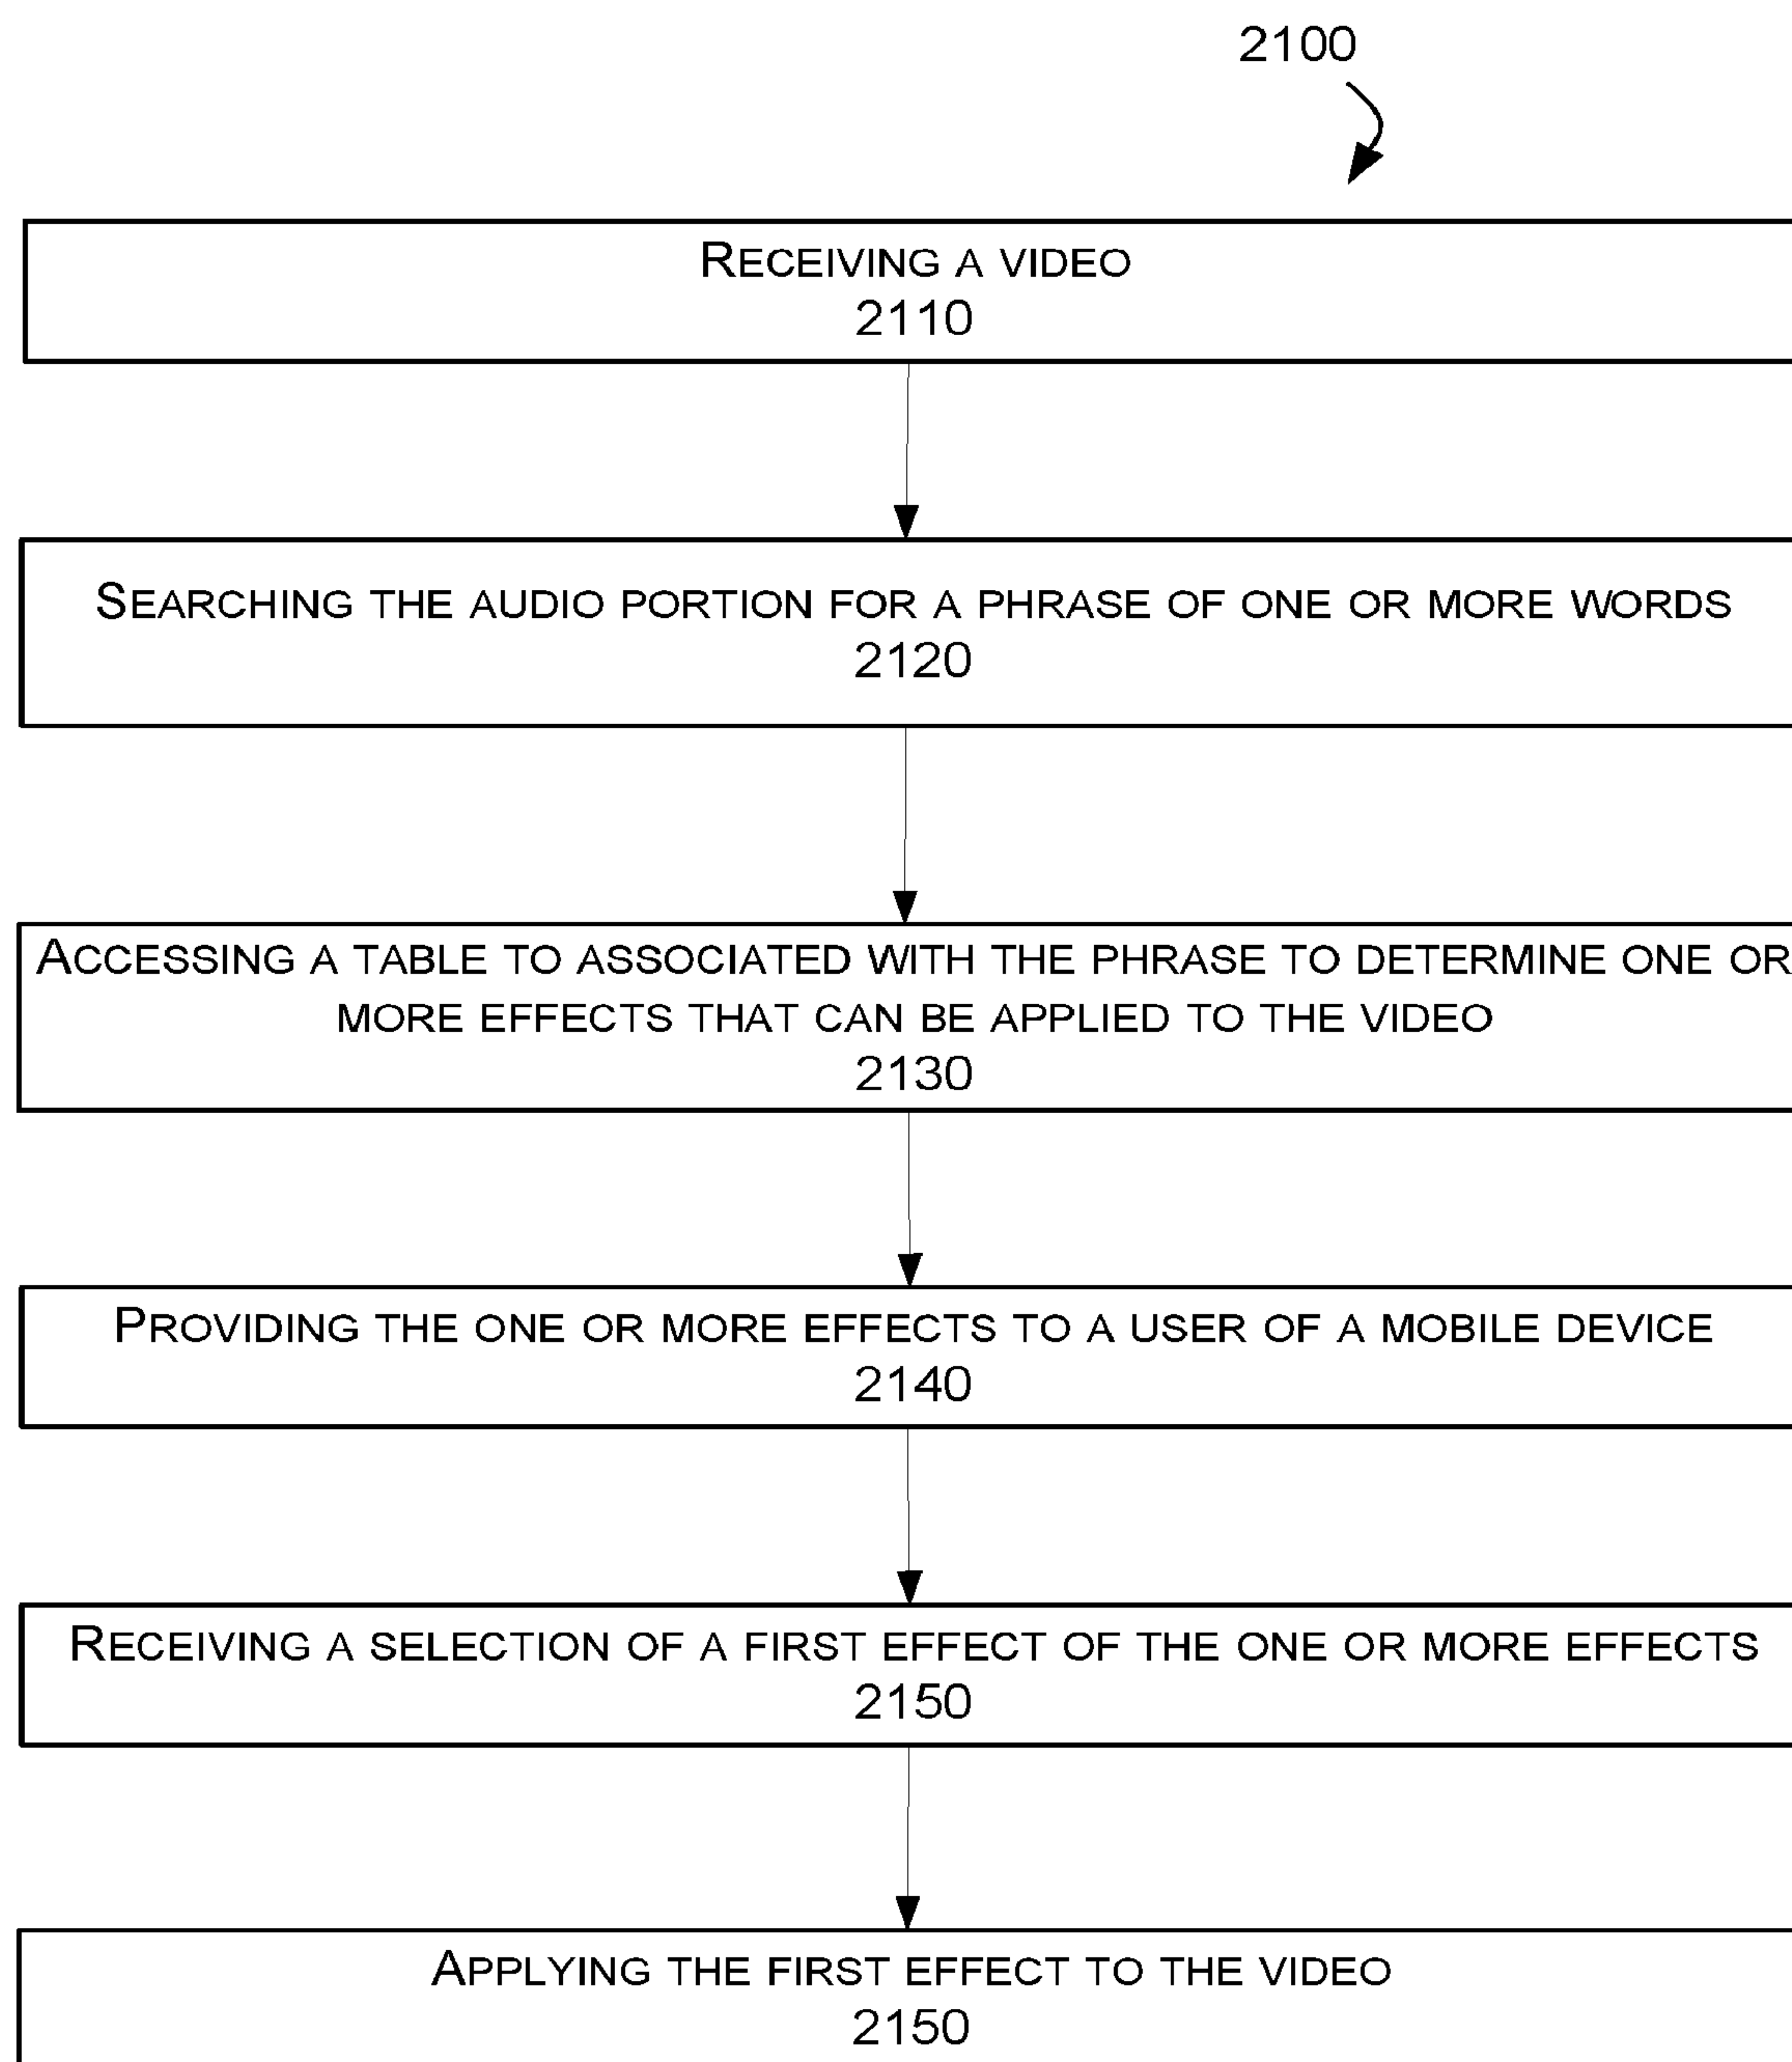 2100
RECEIVING A VIDEO
2110
SEARCHING THE AUDIO PORTION FOR A PHRASE OF ONE OR MORE WORDS
2120
ACCESSING A TABLE TO ASSOCIATED WITH THE PHRASE TO DETERMINE ONE OR
MORE EFFECTS THAT CAN BE APPLIED TO THE VIDEO
2130
PROVIDING THE ONE OR MORE EFFECTS TO A USER OF A MOBILE DEVICE
2140
RECEIVING A SELECTION OF A FIRST EFFECT OF THE ONE OR MORE EFFECTS
2150
APPLYING THE FIRST EFFECT TO THE VIDEO
2150